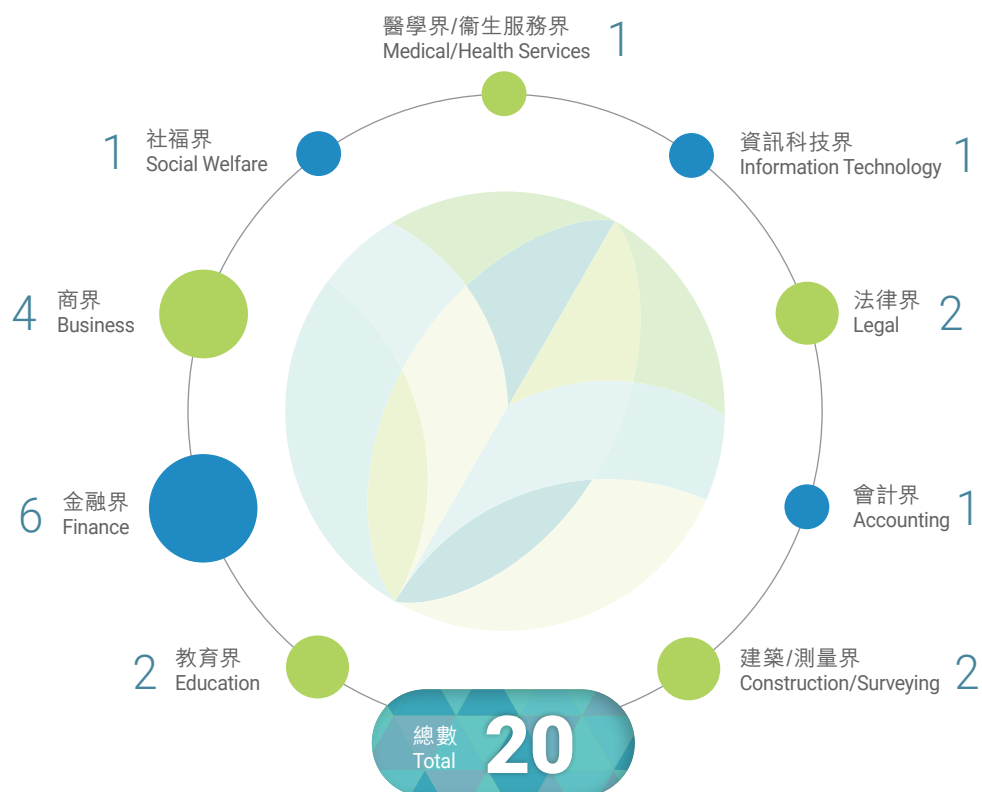 醫學界/衞生服務界
Medical/Health Services
1
資訊科技界
Information Technology
1
法律界
Legal
2
會計界
Accounting
1
建築/測量界
Construction/Surveying
2
總數
Total
20
教育界
Education
2
金融界
Finance
6
商界
Business
4
社福界
Social Welfare
1